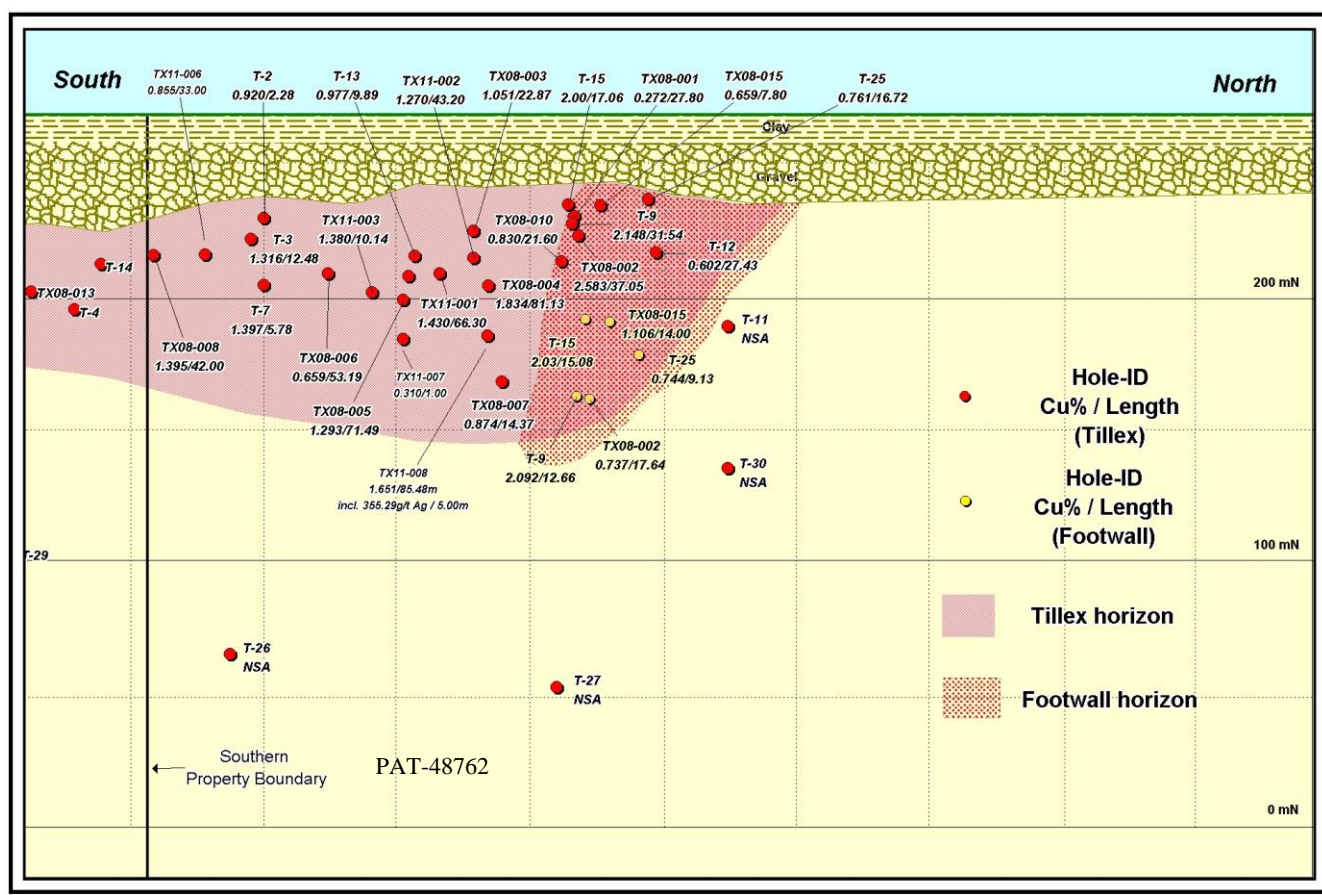 South
TX11-006
0.855/33.00
T-2
0.920/2.28
T-13
0.977/9.89
TX11-002
1.270/43.20
TX08-003
1.051/22.87
T-15
2.00/17.06
TX08-001
0.272/27.80
TX08-015
0.659/7.80
T-25
0.761/16.72
North
Clay
Gravel
TX11-003
1.380/10.14
TX08-010
0.830/21.60
T-9
2.148/31.54
T-3
1.316/12.48
T-12
0.602/27.43
T-14
TX08-002
2.583/37.05
TX08-013
TX08-004
1.834/81.13
200 mN
T-4
T-7
1.397/5.78
TX11-001
1.430/66.30
TX08-015
1.106/14.00
T-11
NSA
TX08-008
1.395/42.00
TX08-006
0.659/53.19
T-15
2.03/15.08
T-25
0.744/9.13
TX11-007
0.310/1.00
TX08-005
1.293/71.49
TX08-007
0.874/14.37
Hole-ID
Cu% / Length
(Tillex)
TX08-002
0.737/17.64
T-9
2.092/12.66
T-30
NSA
TX11-008
1.651/85.48m
incl. 355.29g/t Ag / 5.00m
Hole-ID
Cu% / Length
(Footwall)
T-29
100 mN
Tillex horizon
T-26
NSA
T-27
NSA
Footwall horizon
Southern
Property Boundary
PAT-48762
0 mN